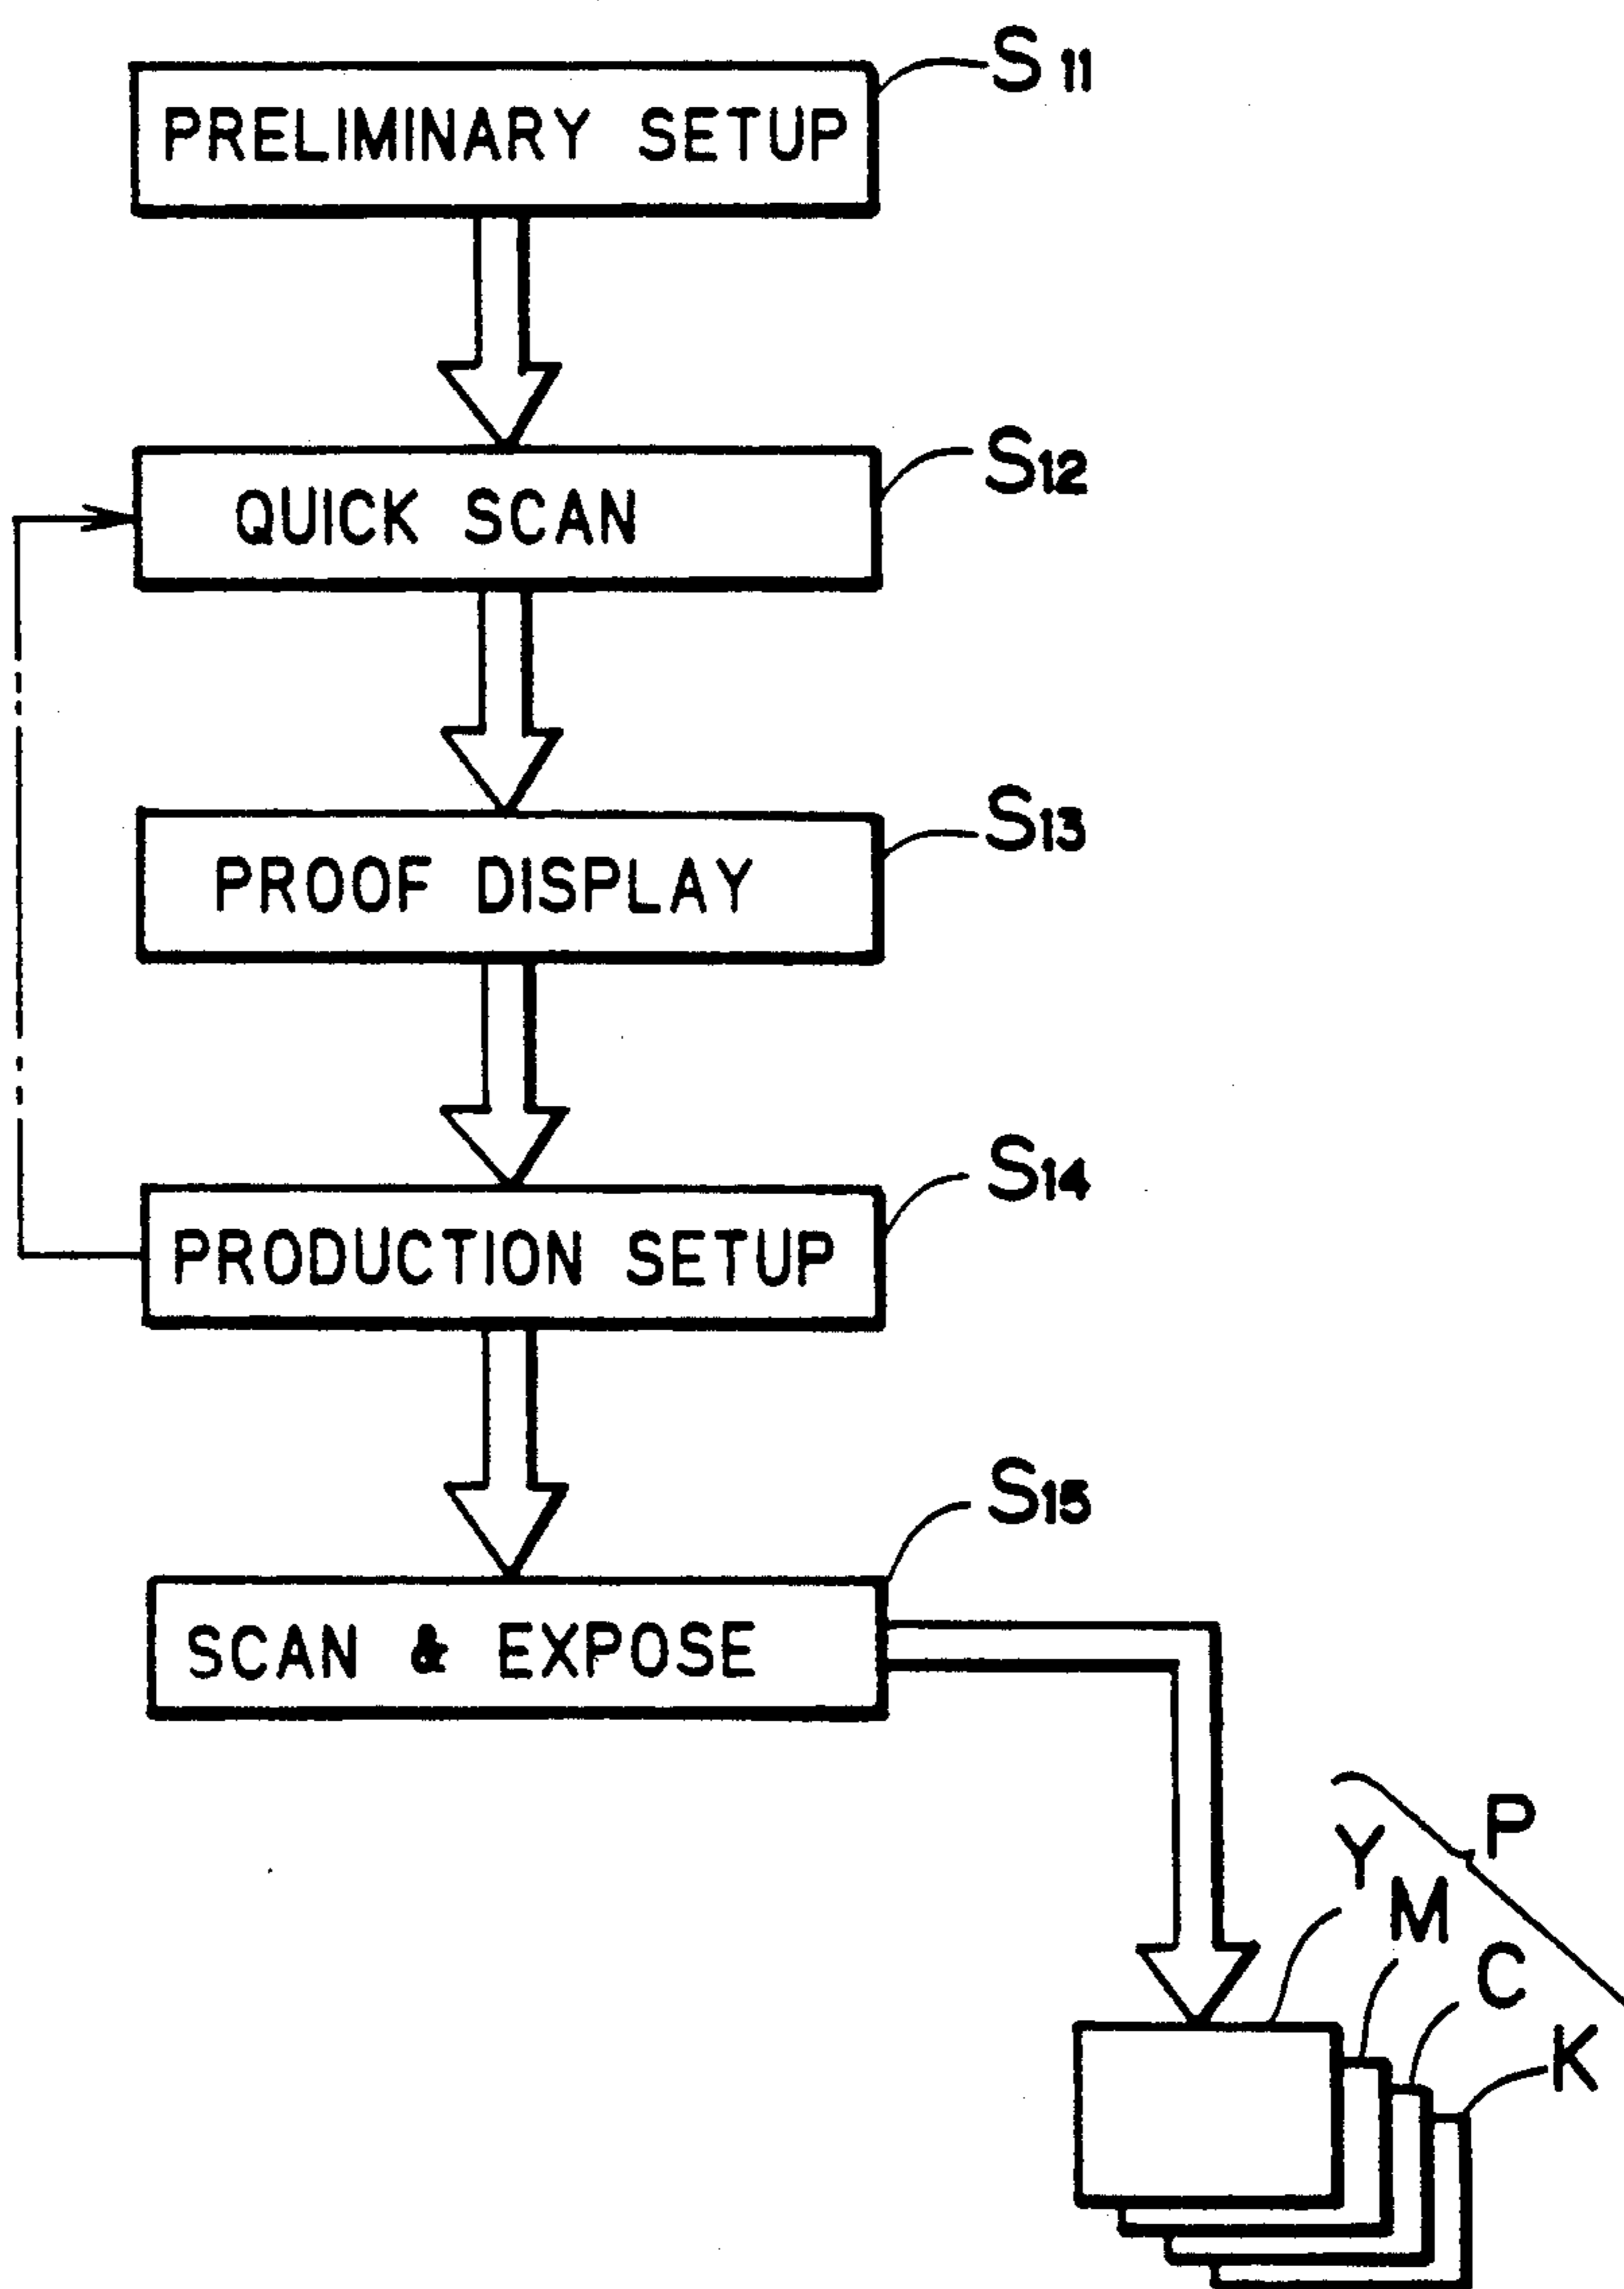 S11
PRELIMINARY SETUP
S12
QUICK SCAN
S13
PROOF DISPLAY
S14
PRODUCTION SETUP
S15
SCAN & EXPOSE
P
Y
M
C
K